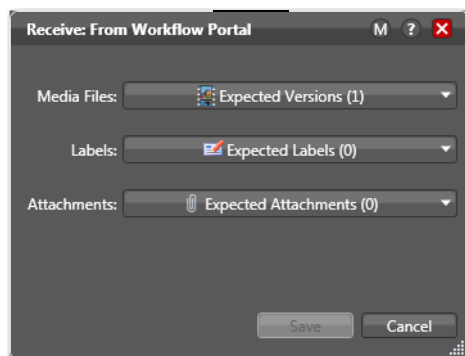 Receive: From Workflow Portal M ?
Media Files: Expected Versions (1)
Labels: Expected Labels (0)
Attachments: Expected Attachments (0)
Save Cancel